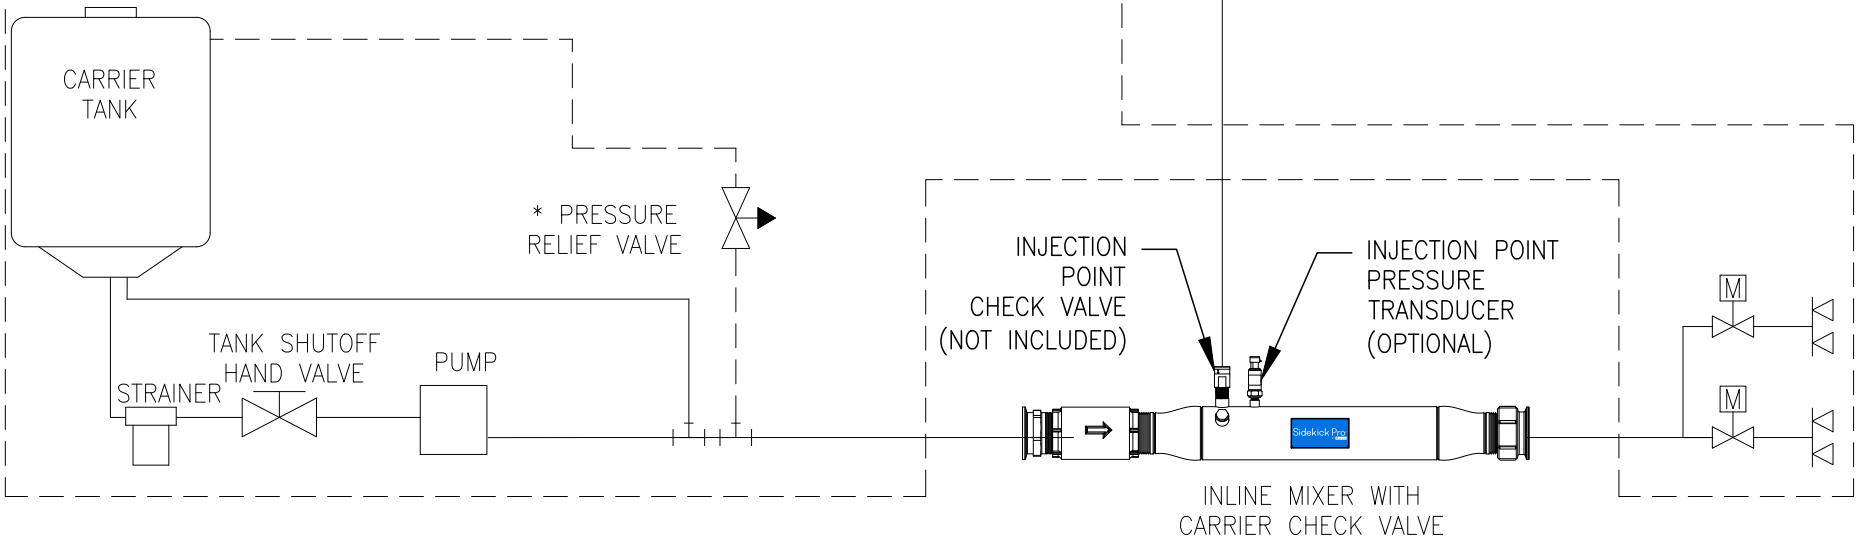 CARRIER
TANK
* PRESSURE
RELIEF VALVE
INJECTION
POINT
CHECK VALVE
(NOT INCLUDED)
INJECTION POINT
PRESSURE
TRANSDUCER
(OPTIONAL)
M
TANK SHUTOFF
HAND VALVE
PUMP
STRAINER
M
Sidekick Pro
INLINE MIXER WITH
CARRIER CHECK VALVE